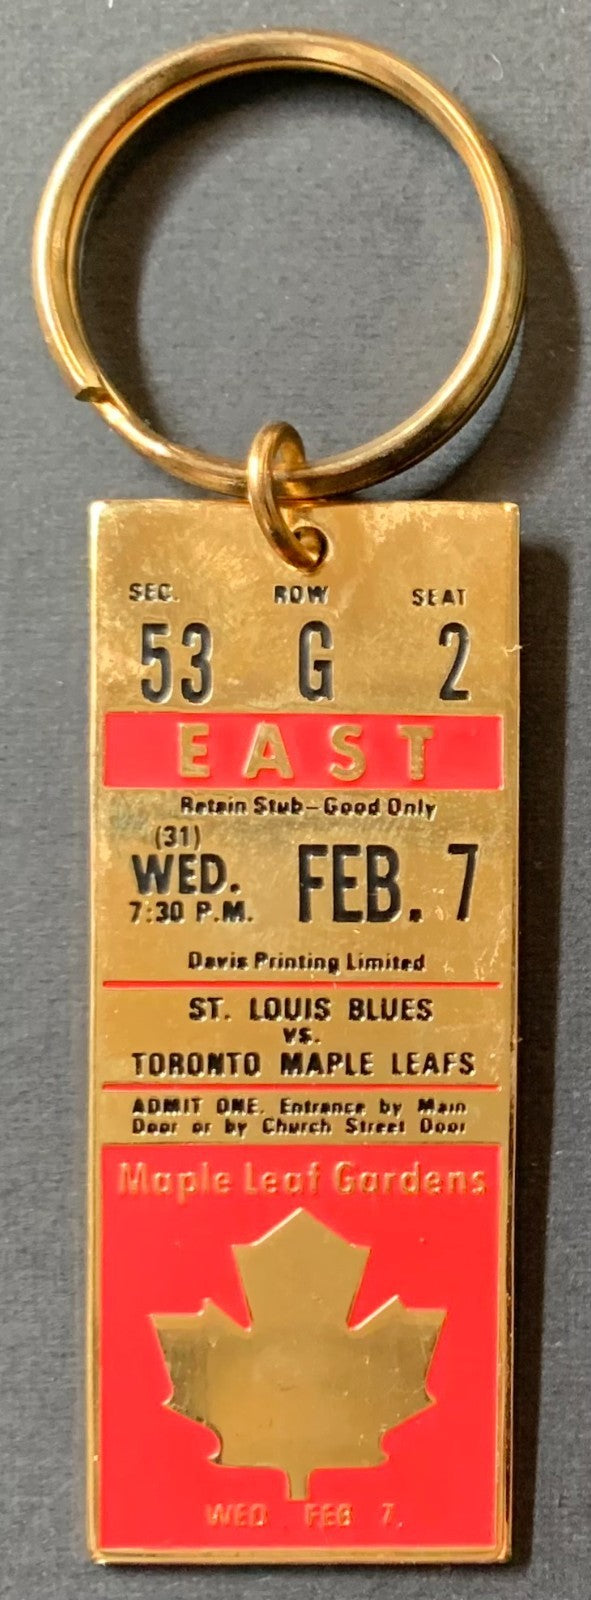 SEC. ROW SEAT
53 G 2
EAST
Retain Stub-Good Only
(31)
WED. FEB. 7
7:30 P.M.
Davis Printing Limited
ST. LOUIS BLUES
vs.
TORONTO MAPLE LEAFS
ADMIT ONE. Entrance by Main
Door or by Church Street Door
Maple Leaf Gardens
WED FEB 7.